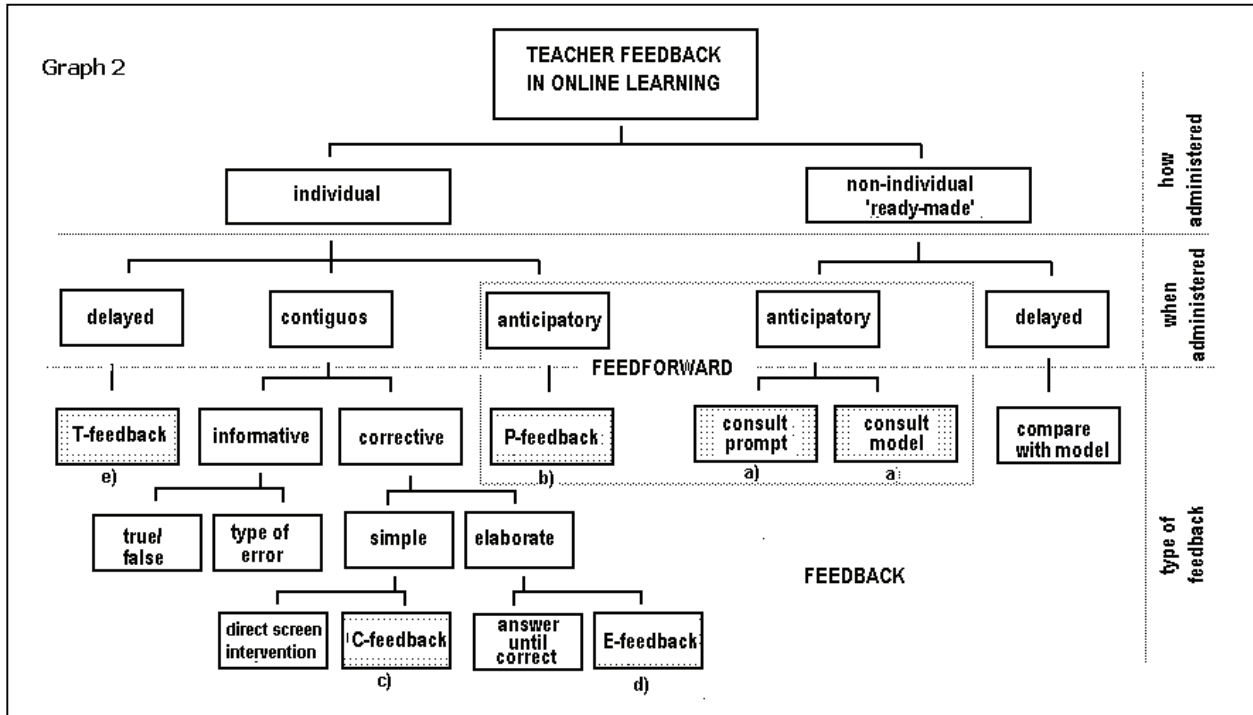 Graph 2
TEACHER FEEDBACK
IN ONLINE LEARNING
how
administered
individual
non-individual
'ready-made'
when
administered
delayed
contiguos
anticipatory
anticipatory
delayed
FEEDFORWARD
type of
feedback
T-feedback
e)
informative
corrective
P-feedback
b)
consult
prompt
a)
consult
model
a)
compare
with model
true/
false
type of
error
simple
elaborate
FEEDBACK
direct screen
intervention
C-feedback
c)
answer
until
correct
E-feedback
d)